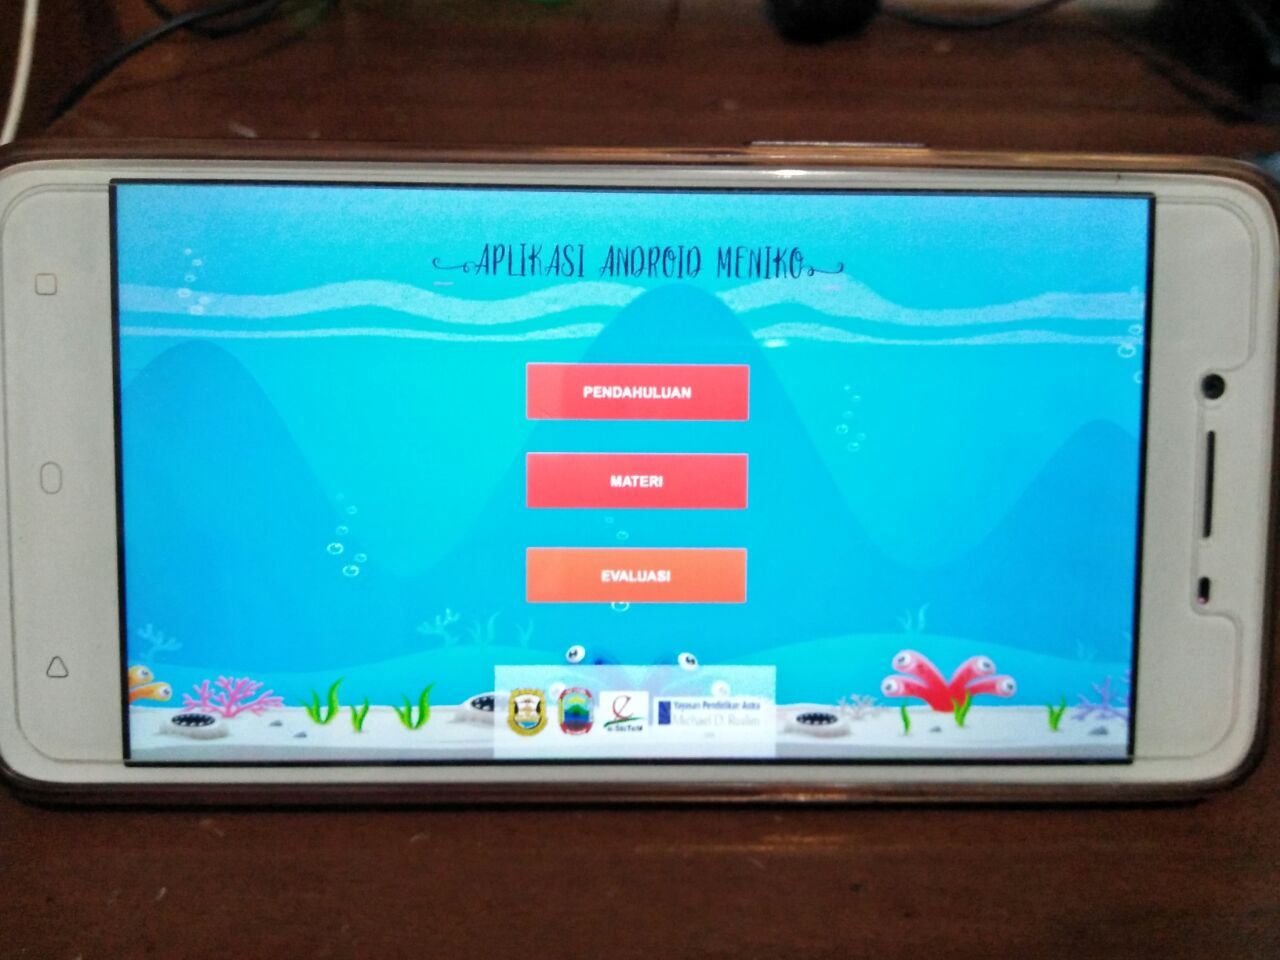 APLIKASI ANDROID MENIKO
PENDAHULUAN
MATERI
EVALUASI
Yayasan Pendidikan Astra
Michael D. Ruslim